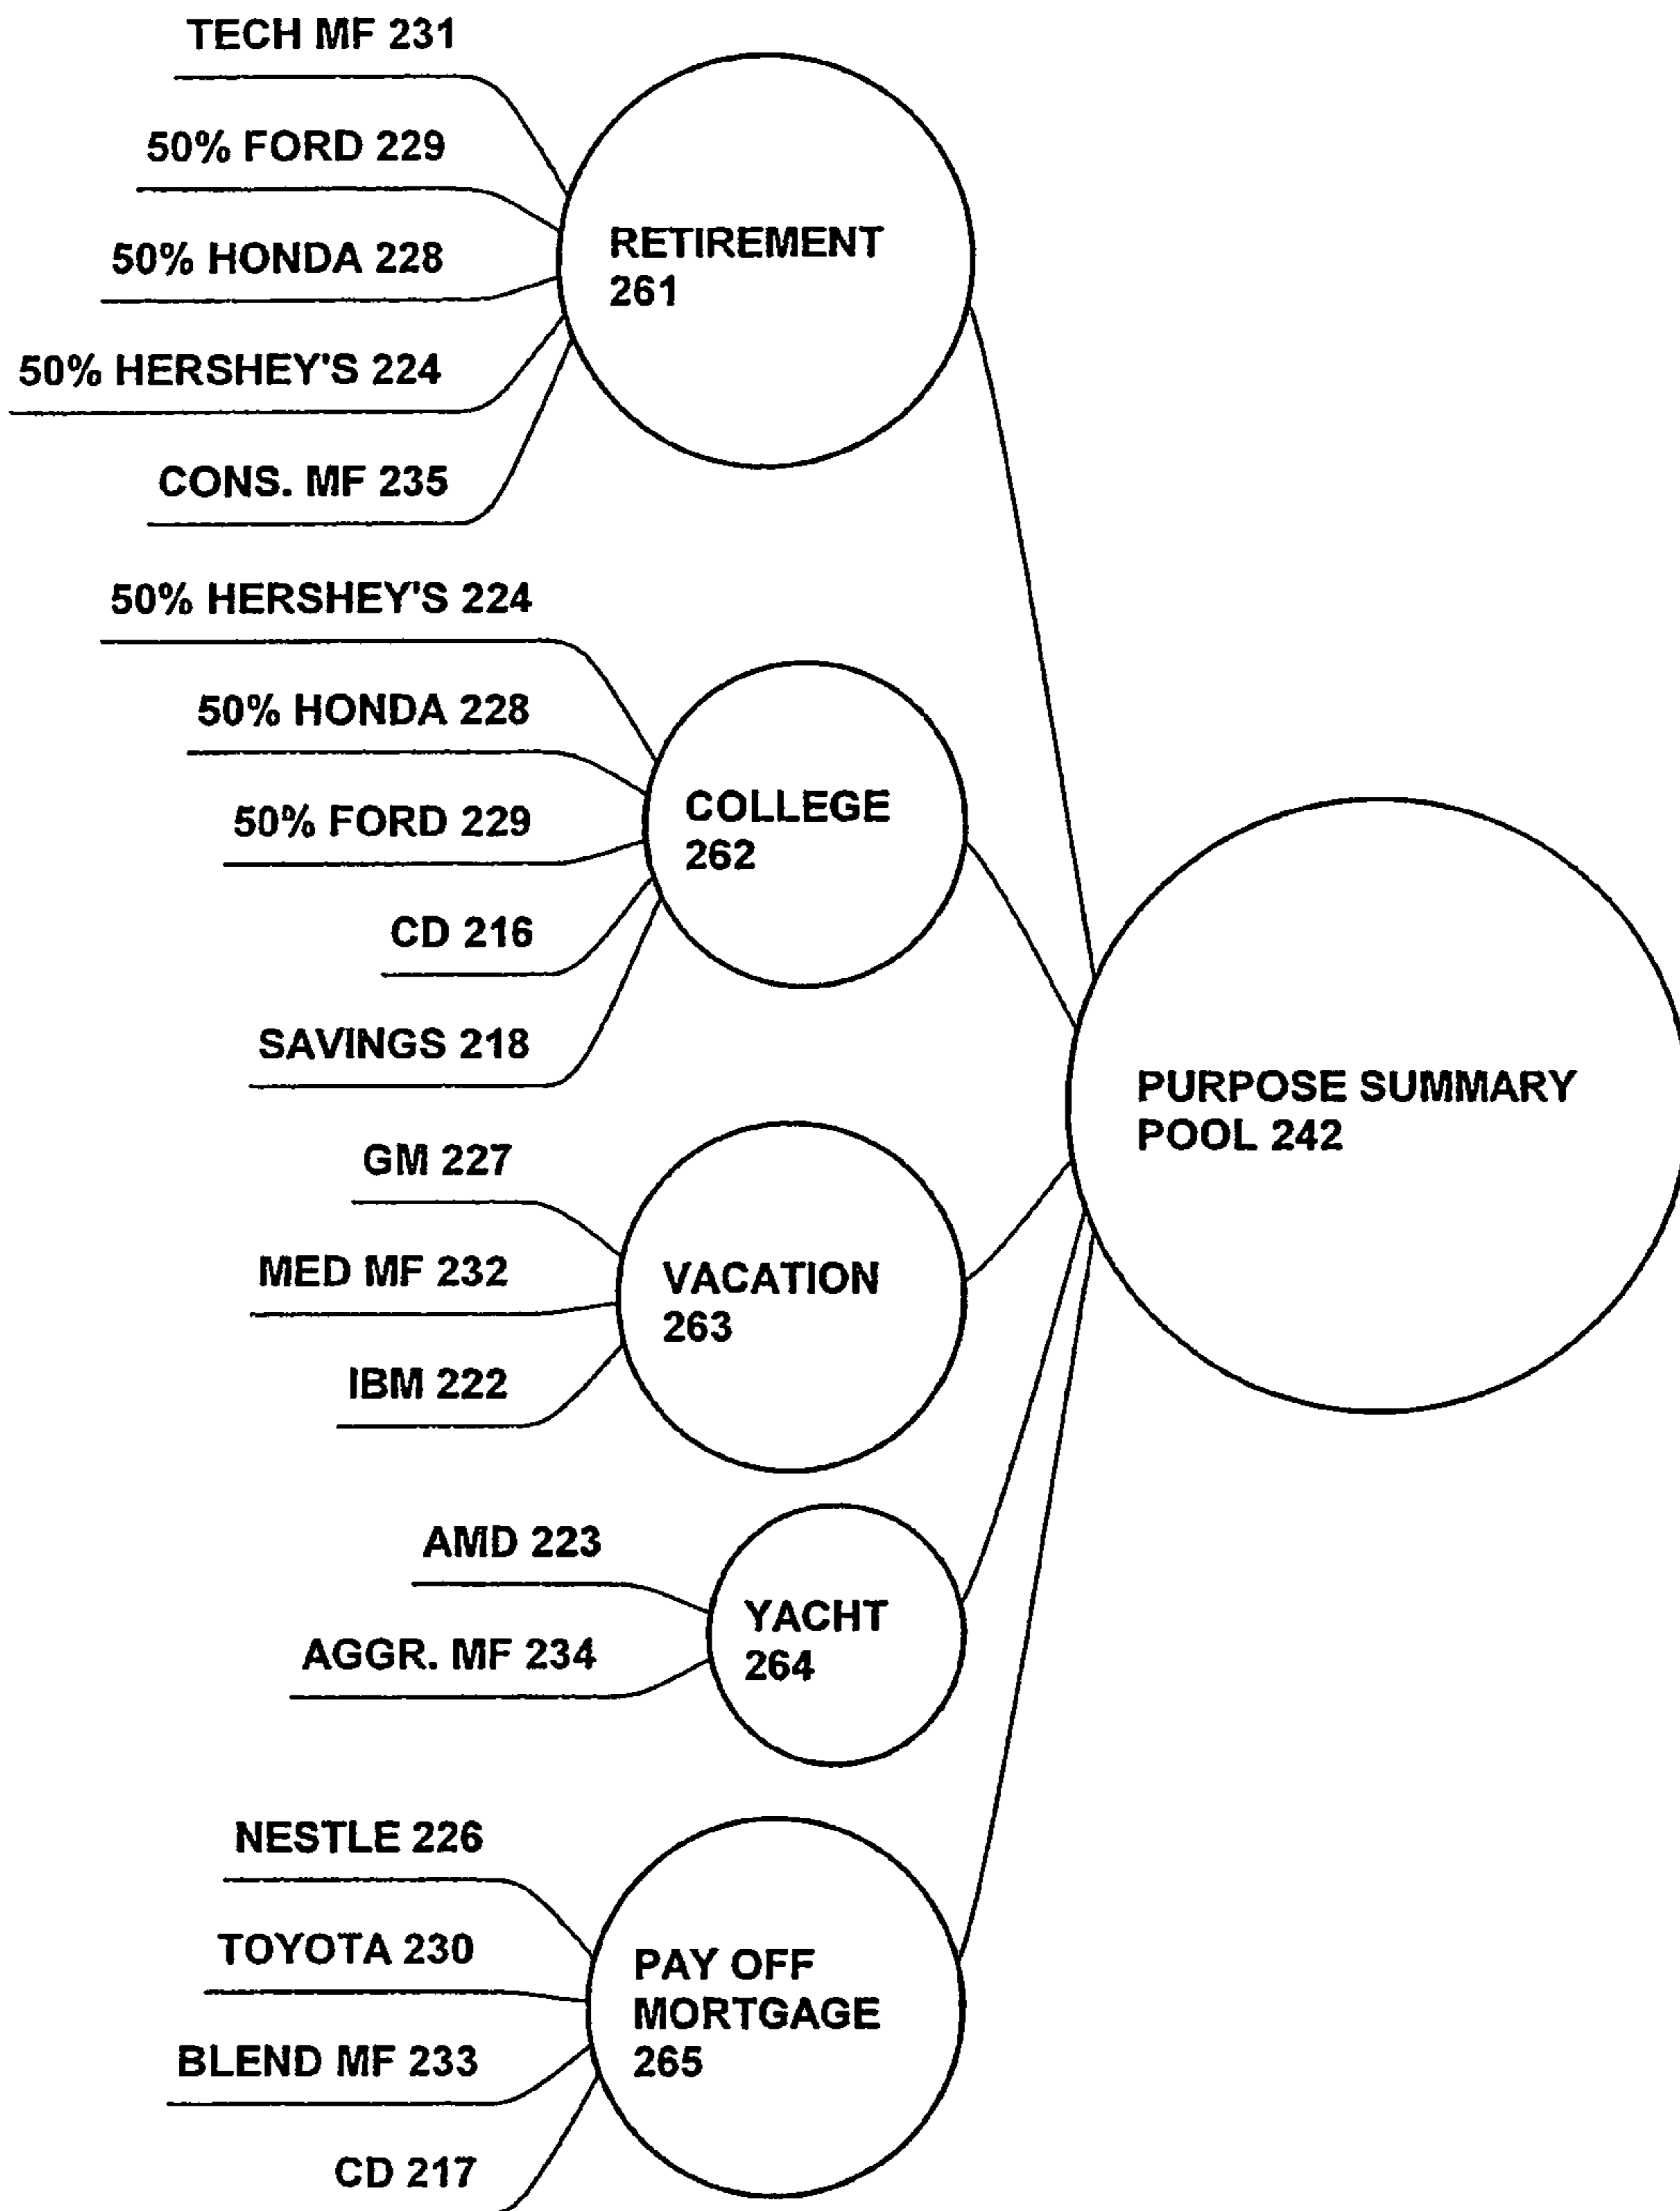 TECH MF 231
50% FORD 229
50% HONDA 228
50% HERSHEY'S 224
CONS. MF 235
RETIREMENT
261
50% HERSHEY'S 224
50% HONDA 228
50% FORD 229
CD 216
SAVINGS 218
COLLEGE
262
GM 227
MED MF 232
IBM 222
VACATION
263
AMD 223
AGGR. MF 234
YACHT
264
NESTLE 226
TOYOTA 230
BLEND MF 233
CD 217
PAY OFF
MORTGAGE
265
PURPOSE SUMMARY
POOL 242